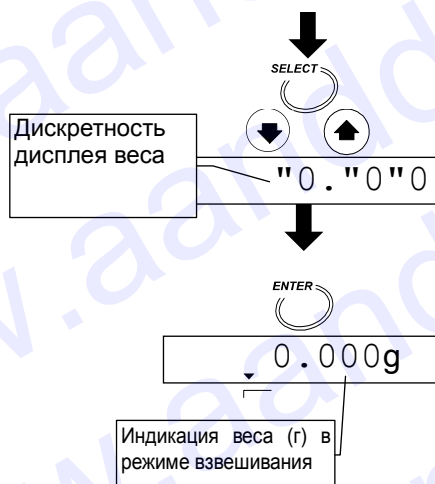 SELECT
Дискретность
дисплея веса
"0."0"0
ENTER
0.000g
Индикация веса (г) в
режиме взвешивания